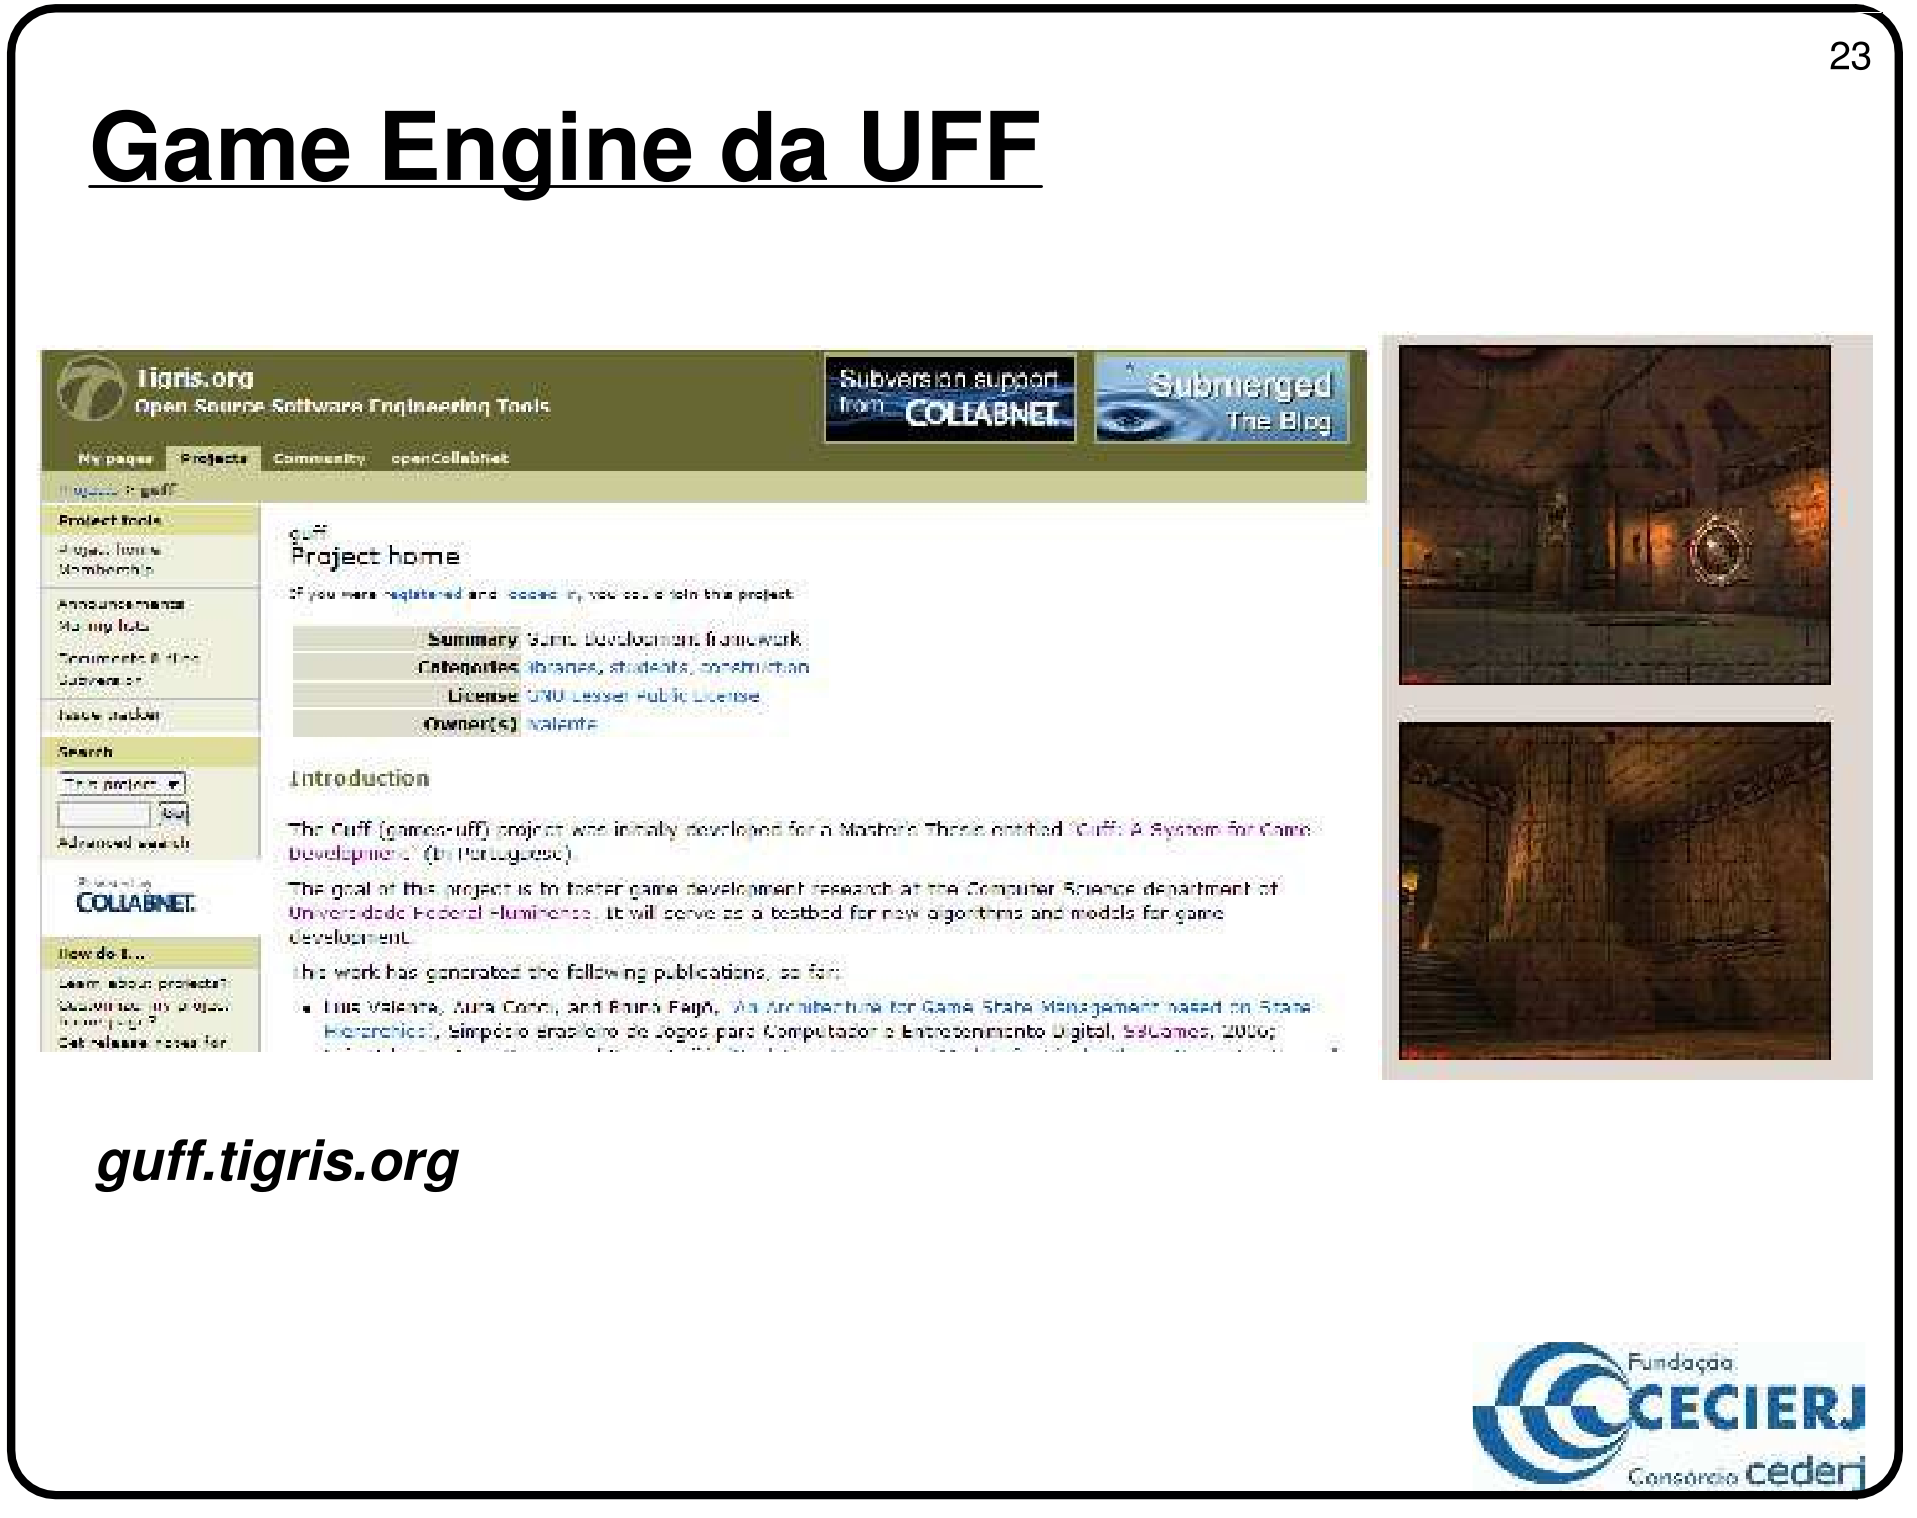 23
Game Engine da UFF
Tigris.org
Open Source Software Engineering Tools
Subversion support
from COLLABNET
Submerged
The Blog
My pages Projects Community openCollabNet
Projects > guff
Project tools
Project home
Membership
Announcements
Mailing lists
Documents & files
Subversion
Issue tracker
Search
This project
Go
Advanced search
Powered by
COLLABNET
How do I...
Learn about projects?
Customize my project
homepage?
Get release notes for
guff
Project home
If you were registered and logged in, you could join this project
Summary Game development framework
Categories libraries, students, construction
License GNU Lesser Public License
Owner(s) lvalente
Introduction
The Guff (games-uff) project was initially developed for a Master's Thesis entitled "Guff: A System for Game
Development" (In Portuguese)
The goal of this project is to foster game development research at the Computer Science department of
Universidade Federal Fluminense. It will serve as a testbed for new algorithms and models for game
development.
This work has generated the following publications, so far:
Luis Valente, Aura Conci, and Bruno Feijó, "An Architecture for Game State Management based on State
Hierarchies", Simpósio Brasileiro de Jogos para Computador e Entretenimento Digital, SBGames, 2006;
guff.tigris.org
Fundação
CECIERJ
Consórcio cederj